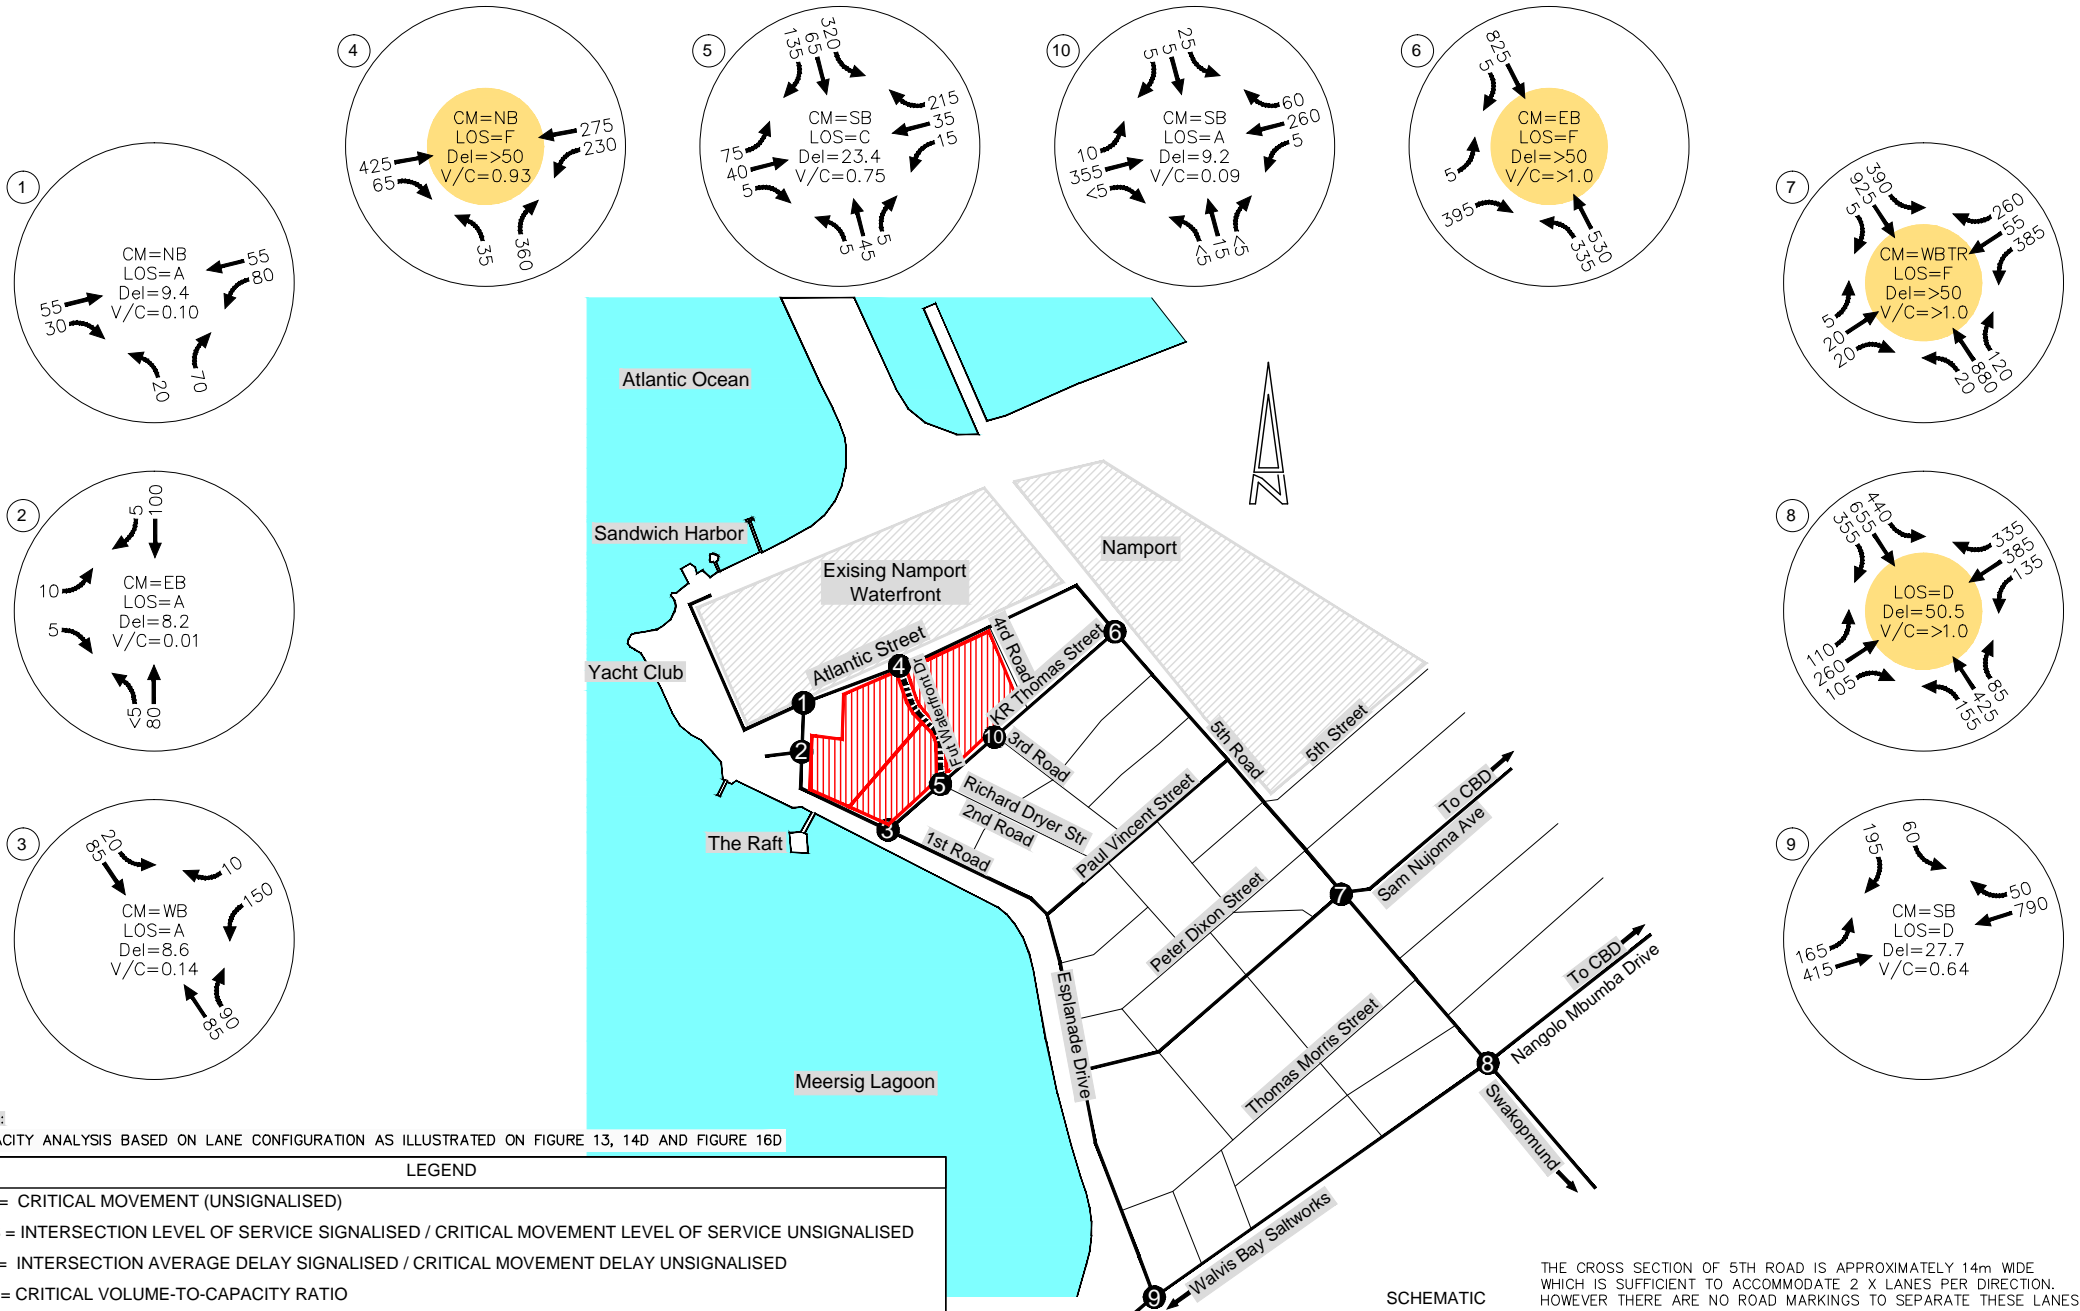 4
CM=NB
LOS=F
Del=>50
V/C=0.93
425
65
275
230
35
360
5
135
65
320
CM=SB
LOS=C
Del=23.4
V/C=0.75
215
35
15
75
40
5
5
45
5
10
5
5
25
CM=SB
LOS=A
Del=9.2
V/C=0.09
60
260
5
10
355
<5
<5
15
<5
6
825
5
CM=EB
LOS=F
Del=>50
V/C=>1.0
5
395
530
335
1
CM=NB
LOS=A
Del=9.4
V/C=0.10
55
80
55
30
20
70
7
390
925
5
CM=WBTR
LOS=F
Del=>50
V/C=>1.0
260
55
385
5
20
20
120
880
20
2
5
100
10
5
CM=EB
LOS=A
Del=8.2
V/C=0.01
<5
80
8
440
655
355
LOS=D
Del=50.5
V/C=>1.0
335
385
135
110
260
105
85
425
155
3
20
85
10
150
CM=WB
LOS=A
Del=8.6
V/C=0.14
90
85
9
195
60
CM=SB
LOS=D
Del=27.7
V/C=0.64
50
790
165
415
Atlantic Ocean
N
Sandwich Harbor
Namport
Exising Namport
Waterfront
Yacht Club
Atlantic Street
4rd Road
Fut Waterfront Dr
KR Thomas Street
1
2
3
4
5
6
10
3rd Road
5th Road
5th Street
Richard Dryer Str
2nd Road
Paul Vincent Street
The Raft
1st Road
To CBD
Sam Nujoma Ave
7
Peter Dixon Street
To CBD
Nangolo Mbumba Drive
Esplanade Drive
Thomas Morris Street
8
Swakopmund
Meersig Lagoon
Walvis Bay Saltworks
9
:
ACITY ANALYSIS BASED ON LANE CONFIGURATION AS ILLUSTRATED ON FIGURE 13, 14D AND FIGURE 16D
LEGEND
= CRITICAL MOVEMENT (UNSIGNALISED)
= INTERSECTION LEVEL OF SERVICE SIGNALISED / CRITICAL MOVEMENT LEVEL OF SERVICE UNSIGNALISED
= INTERSECTION AVERAGE DELAY SIGNALISED / CRITICAL MOVEMENT DELAY UNSIGNALISED
= CRITICAL VOLUME-TO-CAPACITY RATIO
SCHEMATIC
THE CROSS SECTION OF 5TH ROAD IS APPROXIMATELY 14m WIDE
WHICH IS SUFFICIENT TO ACCOMMODATE 2 X LANES PER DIRECTION.
HOWEVER THERE ARE NO ROAD MARKINGS TO SEPARATE THESE LANES